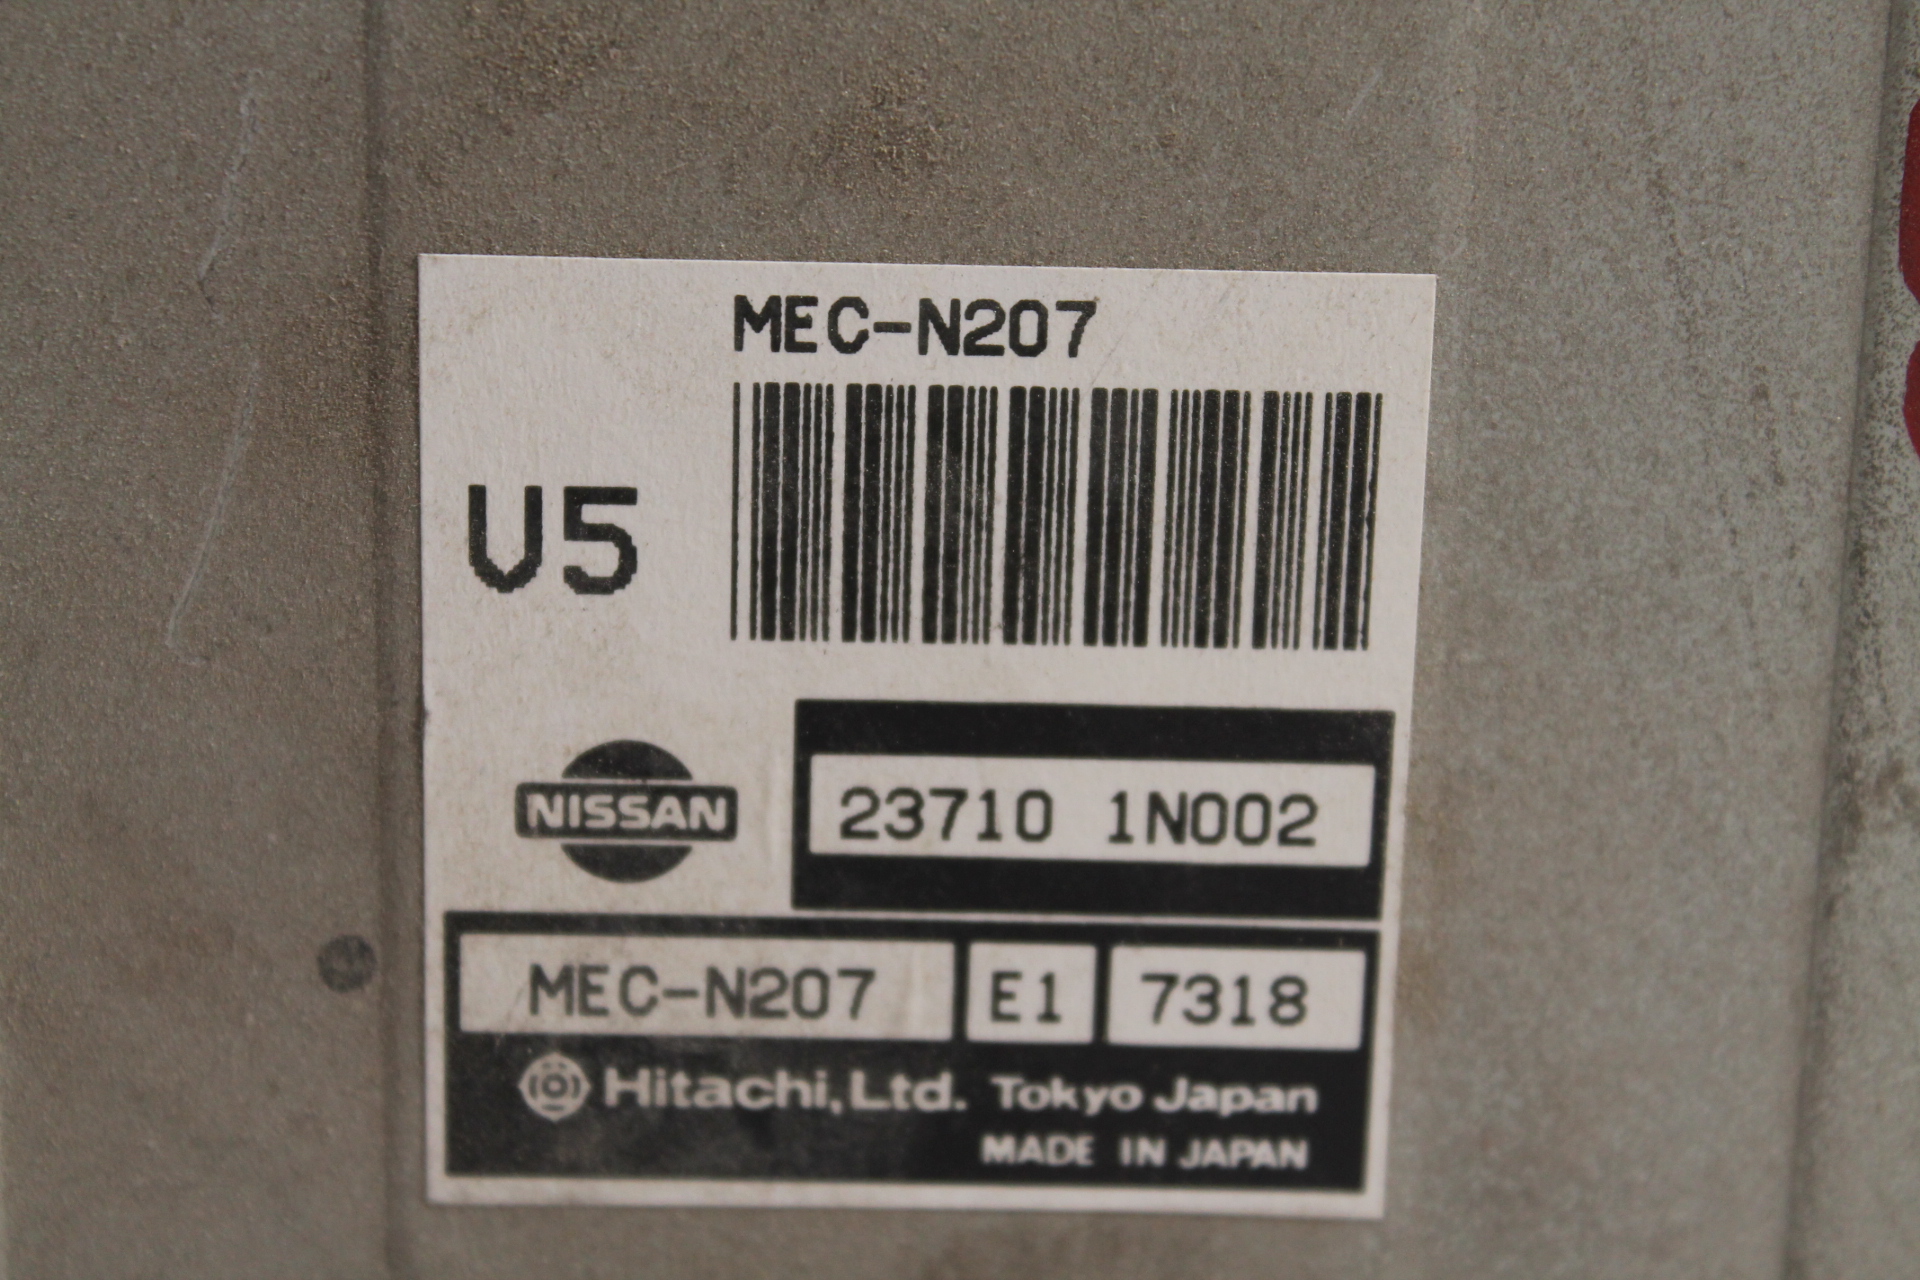 MEC-N207
V5
NISSAN
23710 1N002
MEC-N207 E1 7318
Hitachi, Ltd. Tokyo Japan
MADE IN JAPAN